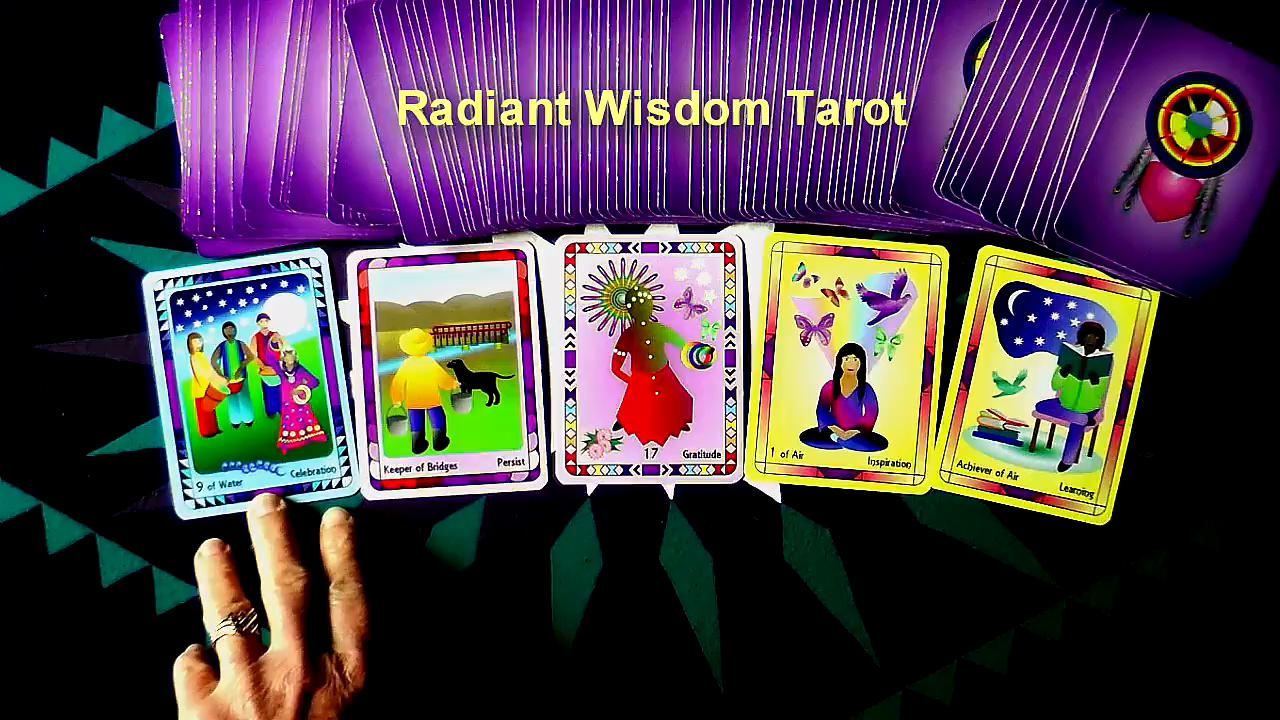 Radiant Wisdom Tarot
9 of Water
Celebration
Keeper of Bridges
Persist
17
Gratitude
1 of Air
Inspiration
Achiever of Air
Learning